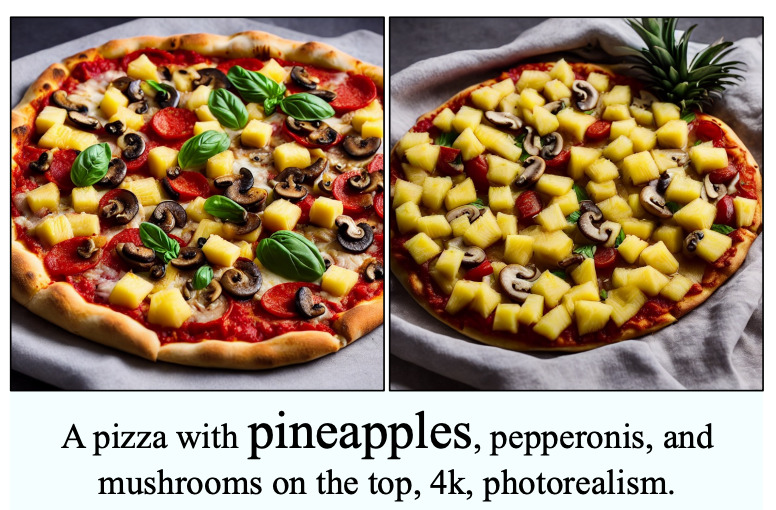 A pizza with pineapples, pepperonis, and
mushrooms on the top, 4k, photorealism.